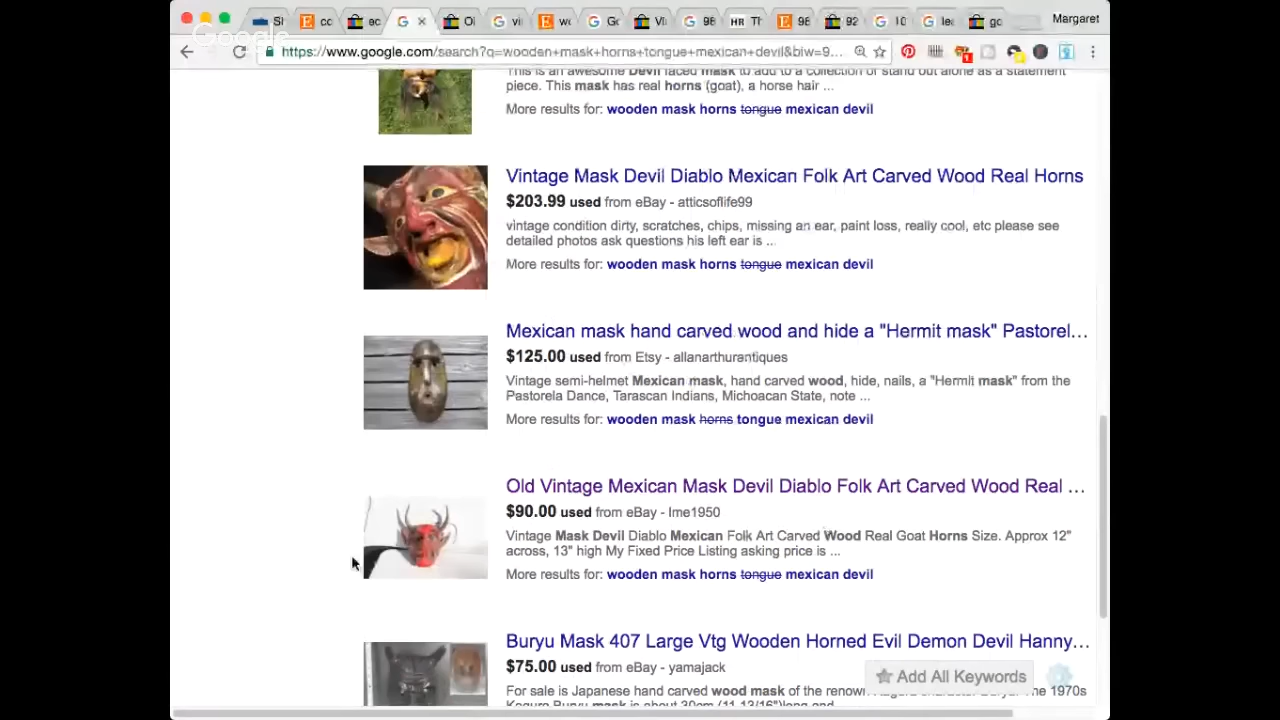 Margaret
https://www.google.com/search?q=wooden+mask+horns+tongue+mexican+devil&biw=9...
Google
This is an awesome Devil faced mask to add to a collection of stand out alone as a statement
piece. This mask has real horns (goat), a horse hair ...
More results for: wooden mask horns tongue mexican devil
Vintage Mask Devil Diablo Mexican Folk Art Carved Wood Real Horns
$203.99 used from eBay - atticsoflife99
vintage condition dirty, scratches, chips, missing an ear, paint loss, really cool, etc please see
detailed photos ask questions his left ear is ...
More results for: wooden mask horns tongue mexican devil
Mexican mask hand carved wood and hide a "Hermit mask" Pastorel...
$125.00 used from Etsy - allanarthurantiques
Vintage semi-helmet Mexican mask, hand carved wood, hide, nails, a "Hermit mask" from the
Pastorela Dance, Tarascan Indians, Michoacan State, note ...
More results for: wooden mask horns tongue mexican devil
Old Vintage Mexican Mask Devil Diablo Folk Art Carved Wood Real ...
$90.00 used from eBay - lme1950
Vintage Mask Devil Diablo Mexican Folk Art Carved Wood Real Goat Horns Size. Approx 12"
across, 13" high My Fixed Price Listing asking price is ...
More results for: wooden mask horns tongue mexican devil
Buryu Mask 407 Large Vtg Wooden Horned Evil Demon Devil Hanny...
$75.00 used from eBay - yamajack
Add All Keywords
For sale is Japanese hand carved wood mask of the renown The 1970s